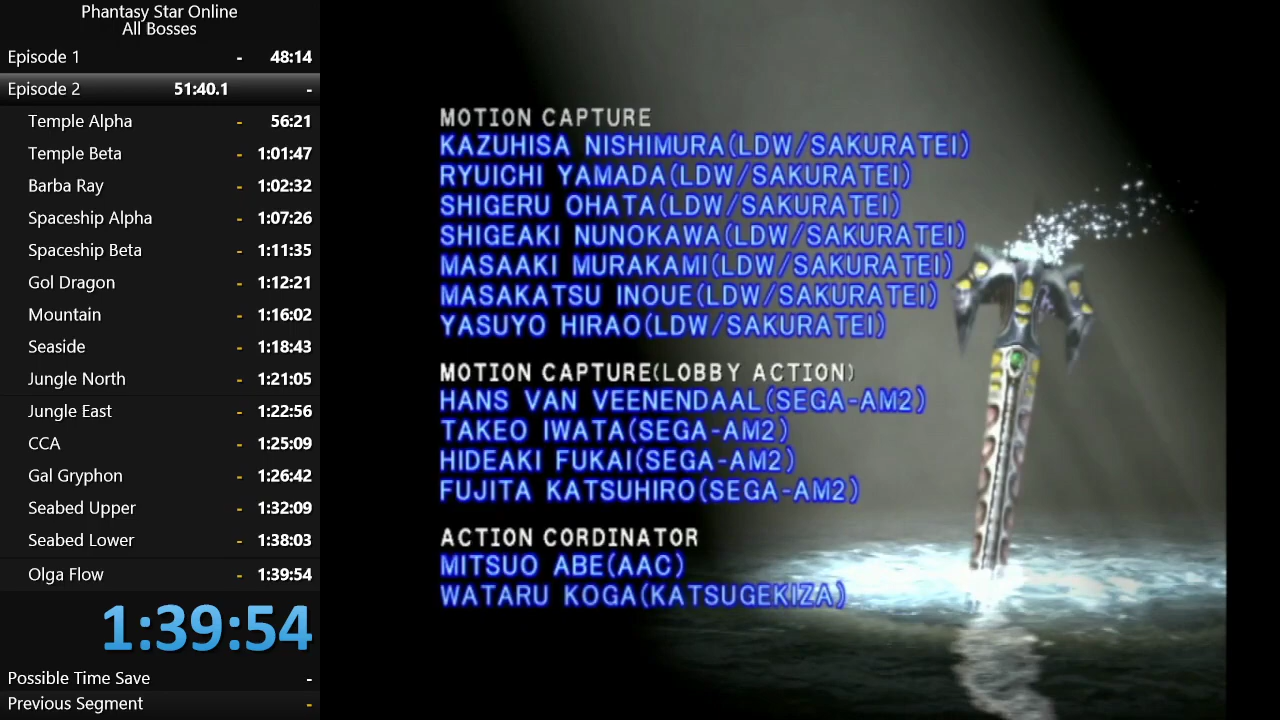 Phantasy Star Online
All Bosses
Episode 1 - 48:14
Episode 2 51:40.1 -
Temple Alpha - 56:21
Temple Beta - 1:01:47
Barba Ray - 1:02:32
Spaceship Alpha - 1:07:26
Spaceship Beta - 1:11:35
Gol Dragon - 1:12:21
Mountain - 1:16:02
Seaside - 1:18:43
Jungle North - 1:21:05
Jungle East - 1:22:56
CCA - 1:25:09
Gal Gryphon - 1:26:42
Seabed Upper - 1:32:09
Seabed Lower - 1:38:03
Olga Flow - 1:39:54
1:39:54
Possible Time Save -
Previous Segment -
MOTION CAPTURE
KAZUHISA NISHIMURA(LDW/SAKURATEI)
RYUICHI YAMADA(LDW/SAKURATEI)
SHIGERU OHATA(LDW/SAKURATEI)
SHIGEAKI NUNOKAWA(LDW/SAKURATEI)
MASAAKI MURAKAMI(LDW/SAKURATEI)
MASAKATSU INOUE(LDW/SAKURATEI)
YASUYO HIRAO(LDW/SAKURATEI)
MOTION CAPTURE(LOBBY ACTION)
HANS VAN VEENENDAAL(SEGA-AM2)
TAKEO IWATA(SEGA-AM2)
HIDEAKI FUKAI(SEGA-AM2)
FUJITA KATSUHIRO(SEGA-AM2)
ACTION CORDINATOR
MITSUO ABE(AAC)
WATARU KOGA(KATSUGEKIZA)